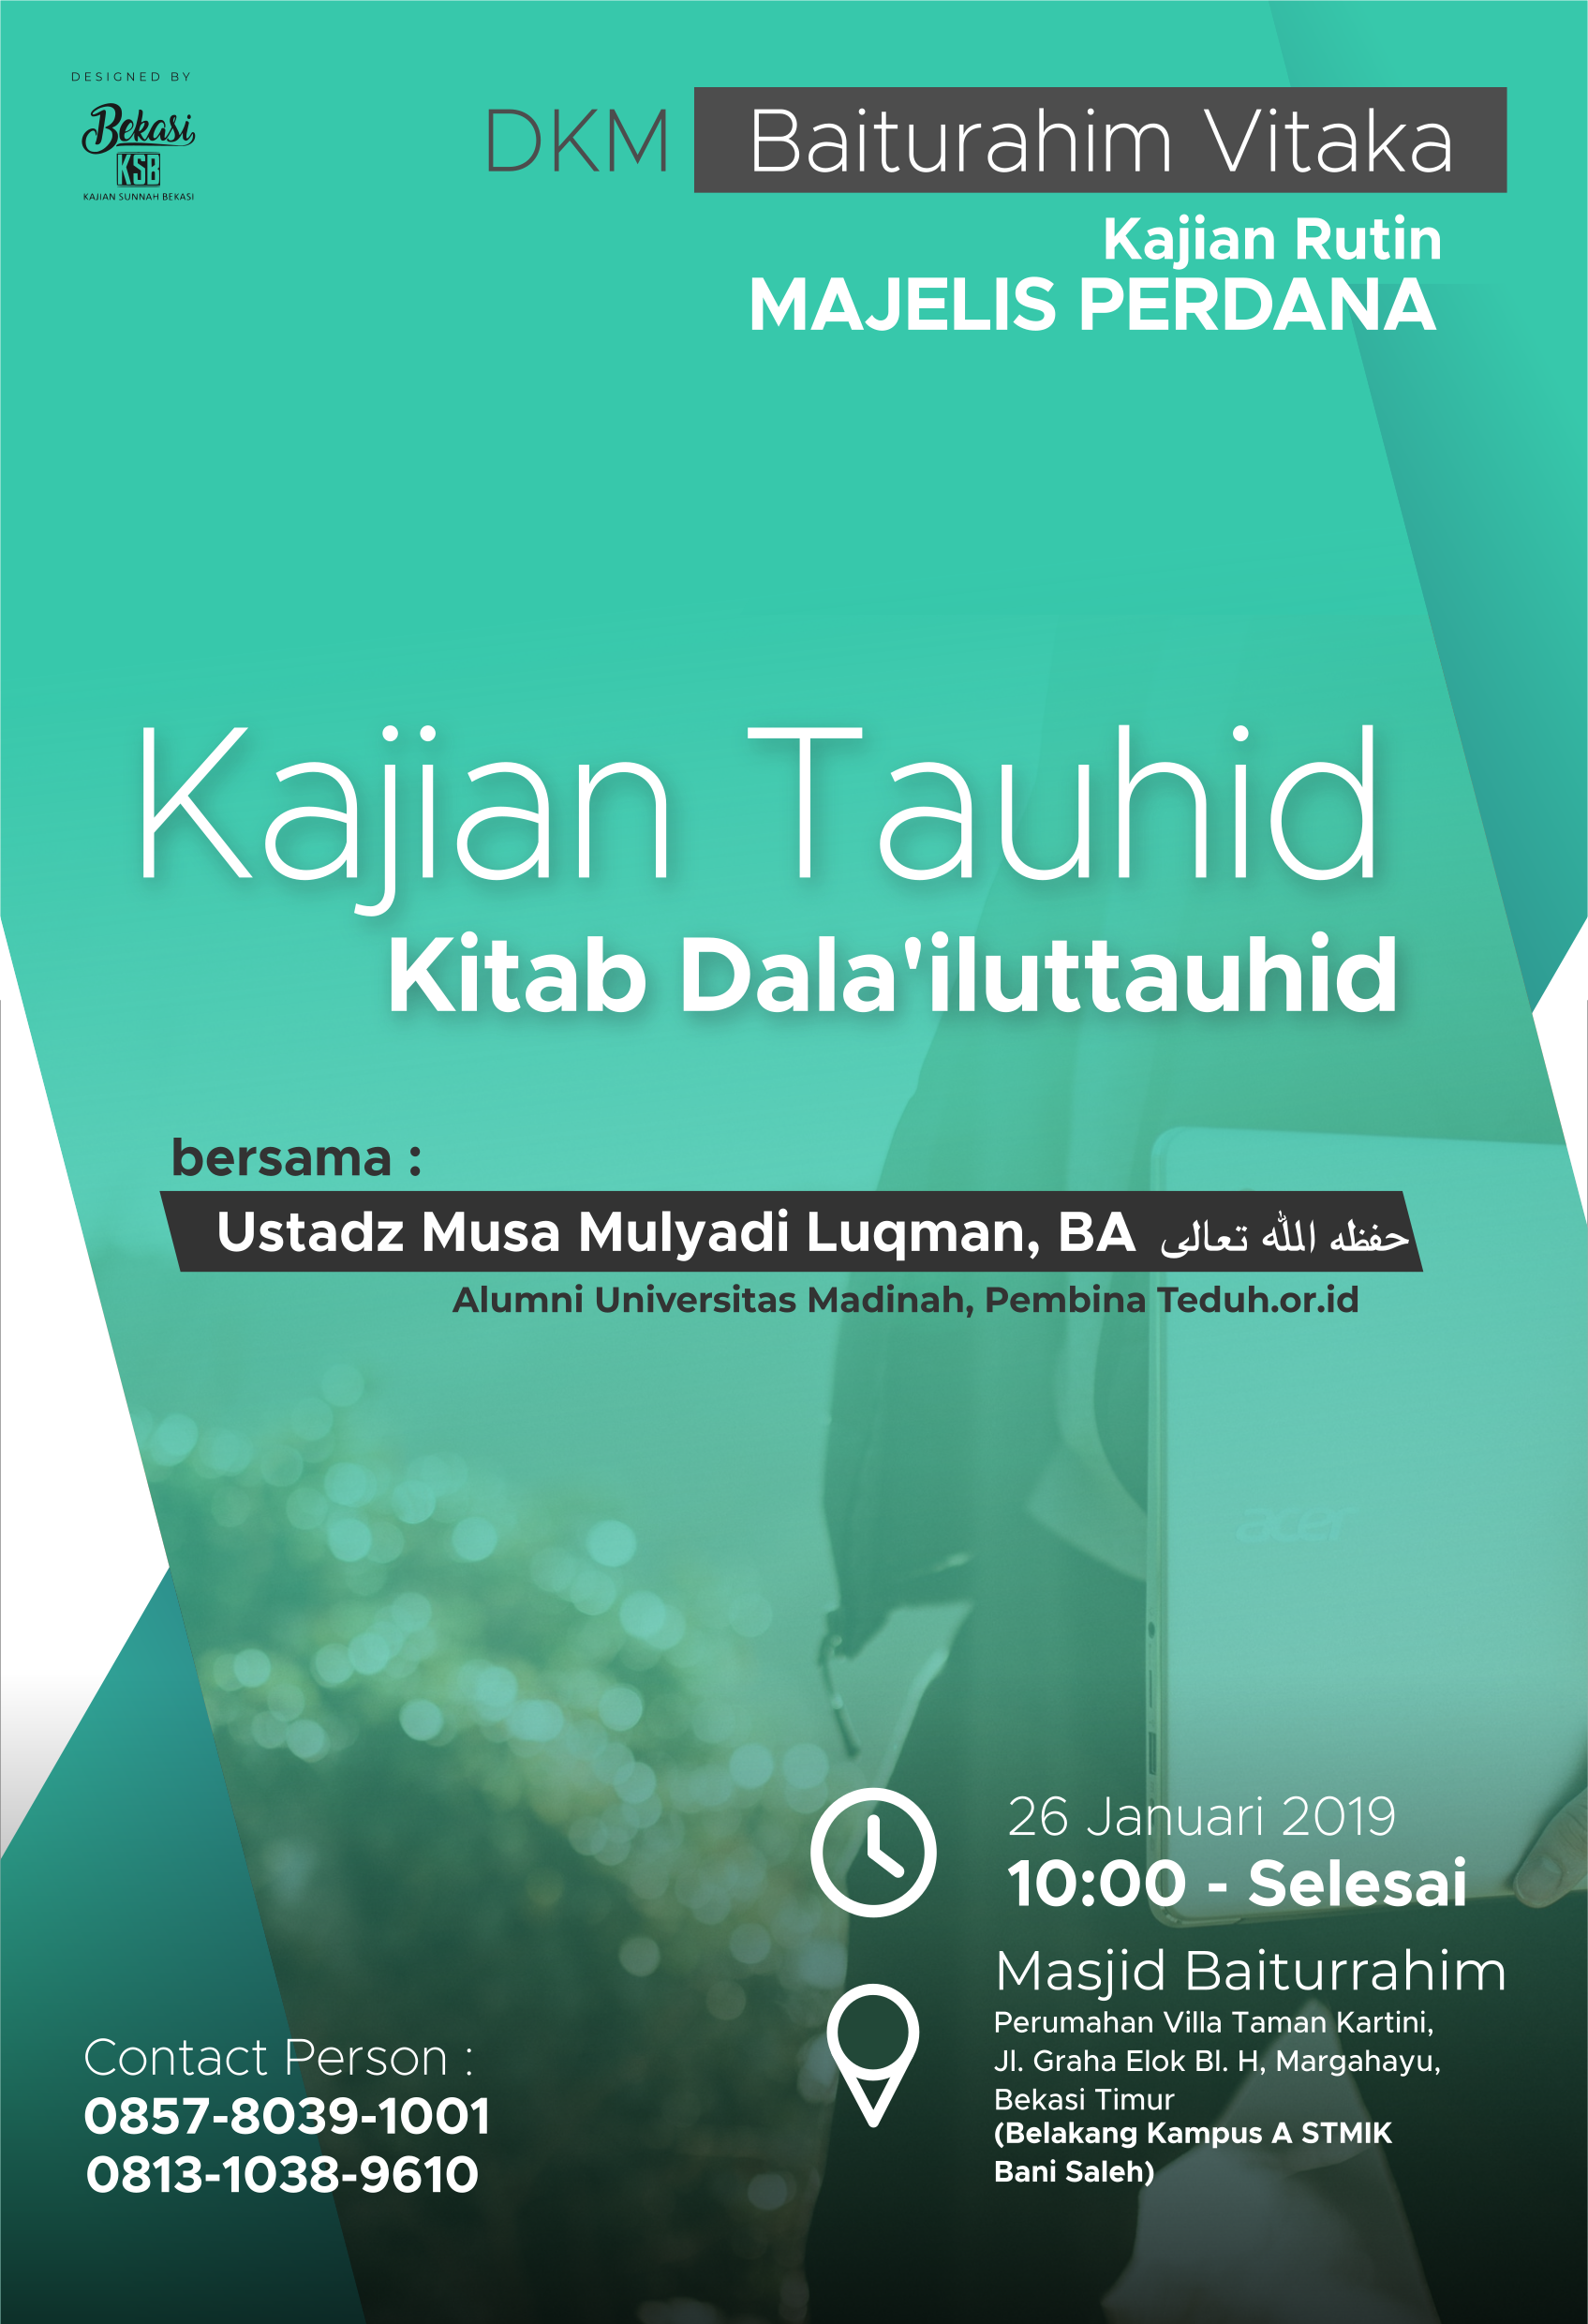 DESIGNED BY
Bekasi
KSB
KAJIAN SUNNAH BEKASI
DKM Baiturahim Vitaka
Kajian Rutin
MAJELIS PERDANA
Kajian Tauhid
Kitab Dala'iluttauhid
bersama :
Ustadz Musa Mulyadi Luqman, BA حفظه الله تعالى
Alumni Universitas Madinah, Pembina Teduh.or.id
acer
26 Januari 2019
10:00 - Selesai
Masjid Baiturrahim
Perumahan Villa Taman Kartini,
Jl. Graha Elok Bl. H, Margahayu,
Bekasi Timur
(Belakang Kampus A STMIK
Bani Saleh)
Contact Person :
0857-8039-1001
0813-1038-9610